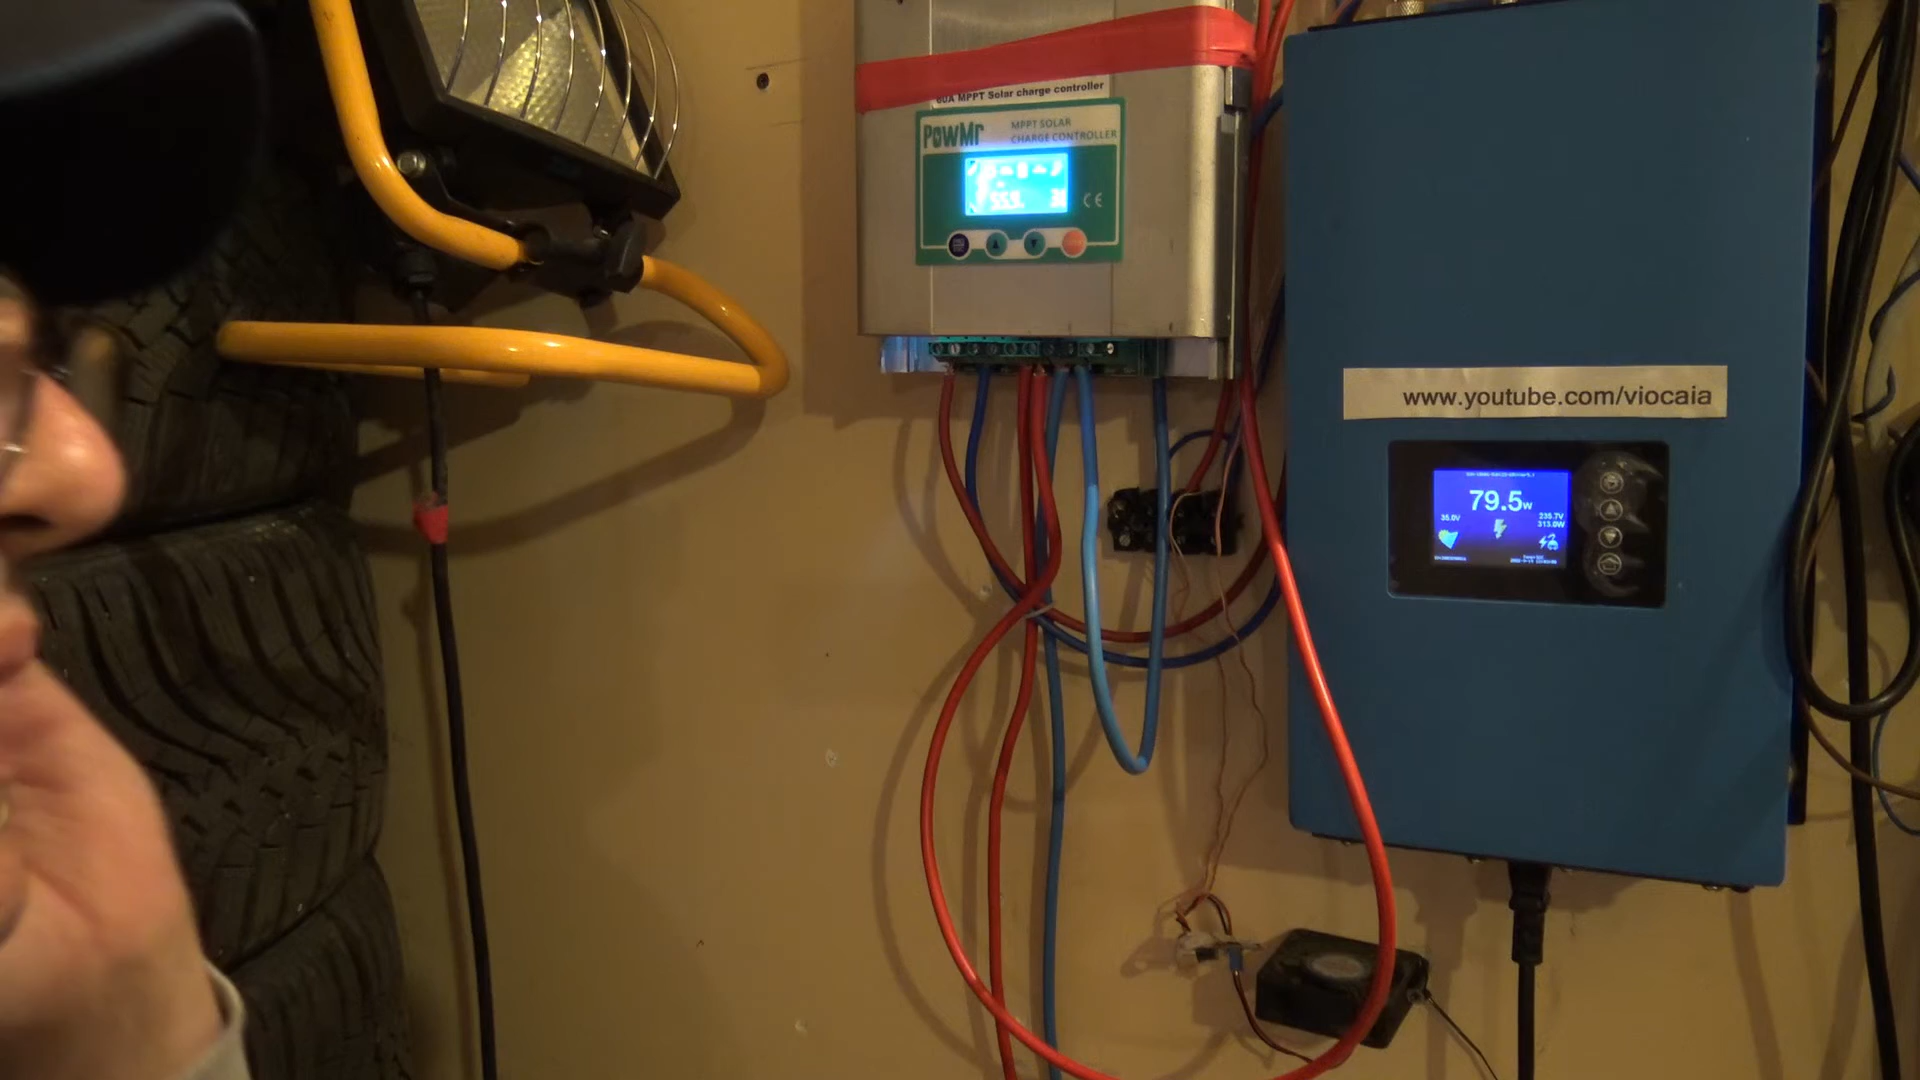 60A MPPT Solar charge controller
PowMr
MPPT SOLAR
CHARGE CONTROLLER
CE
www.youtube.com/viocaia
79.5W
35.0V
235.7V
313.0W